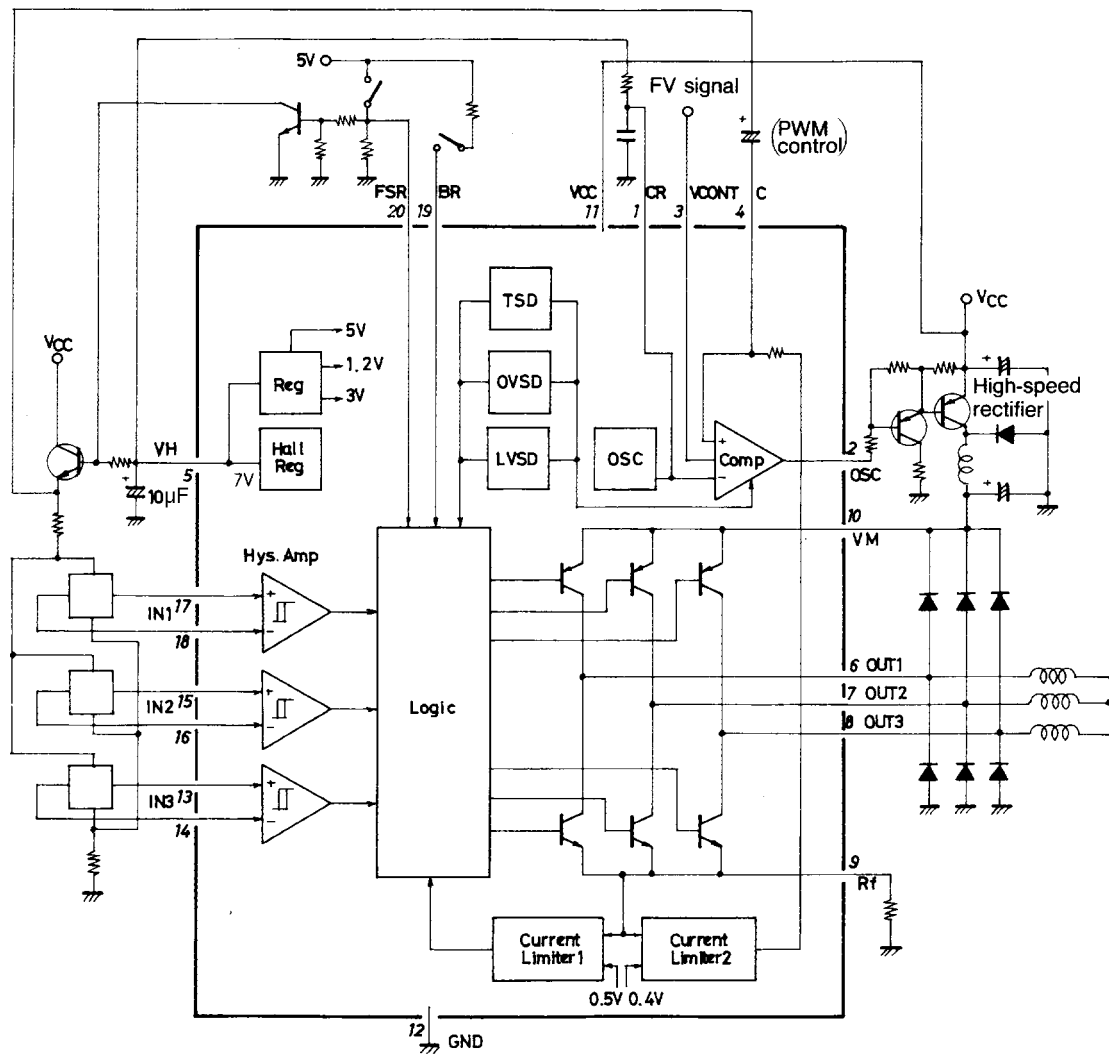 5V
FV signal
+
(PWM
control)
FSR
20
19
BR
VCC
11
1
CR
3
VCONT
4
C
TSD
VCC
VCC
5V
Reg
1.2V
3V
OVSD
+
High-speed
rectifier
VH
5
7V
Hall
Reg
LVSD
OSC
+
Comp
-
2
OSC
+
+
10µF
10
VM
Hys. Amp
IN1
17
+
18
-
6 OUT1
IN2
15
+
16
-
Logic
7 OUT2
8 OUT3
IN3
13
+
14
-
9
Rf
Current
Limiter1
Current
Limiter2
0.5V 0.4V
12
GND